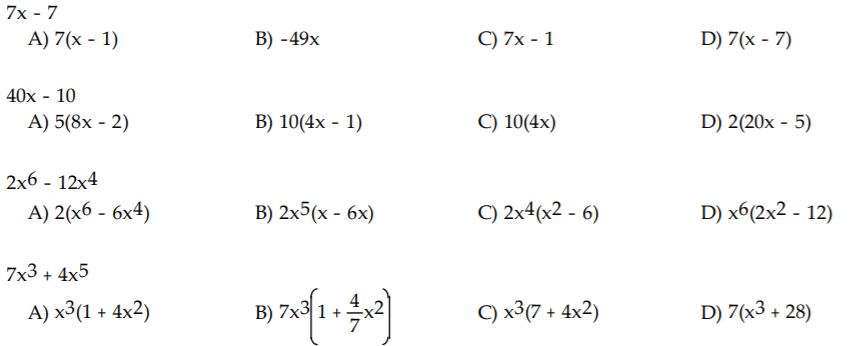 7x - 7
A) 7(x - 1) B) -49x C) 7x - 1 D) 7(x - 7)
40x - 10
A) 5(8x - 2) B) 10(4x - 1) C) 10(4x) D) 2(20x - 5)
2x⁶ - 12x⁴
A) 2(x⁶ - 6x⁴) B) 2x⁵(x - 6x) C) 2x⁴(x² - 6) D) x⁶(2x² - 12)
7x³ + 4x⁵
A) x³(1 + 4x²) B) 7x³(1 + 4/7x²) C) x³(7 + 4x²) D) 7(x³ + 28)